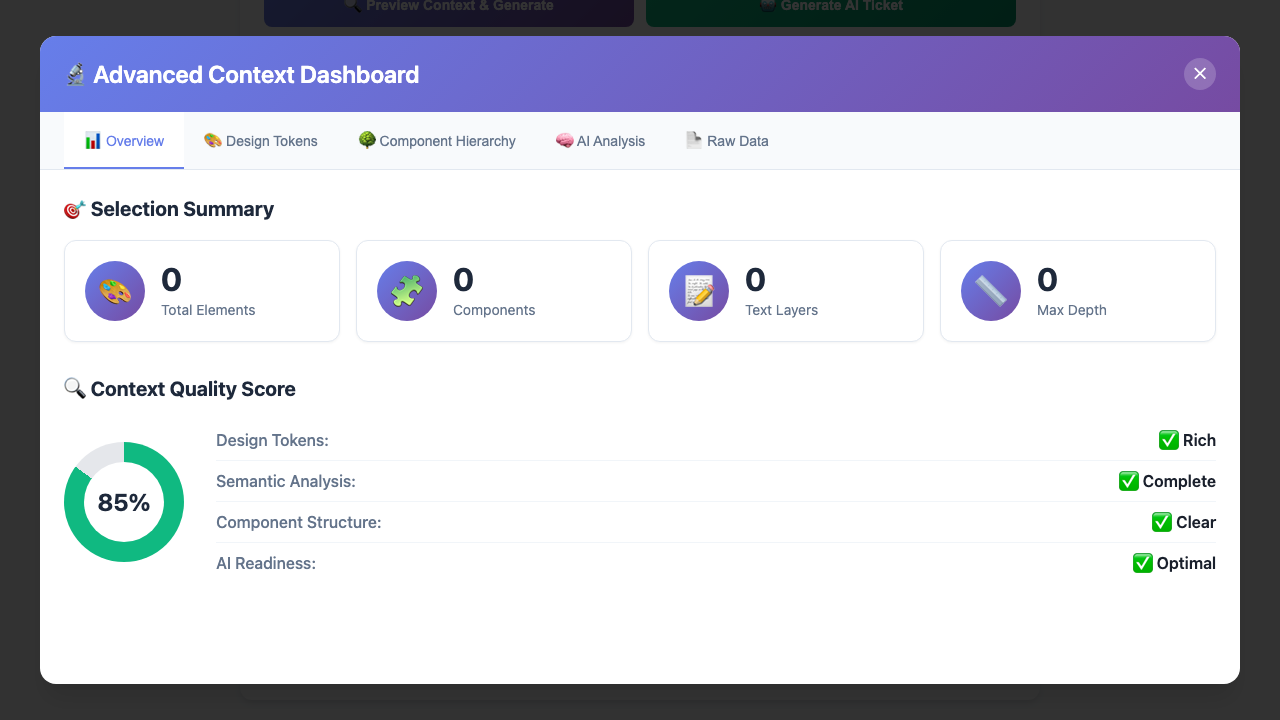 Preview Context & Generate
Generate AI Ticket
Advanced Context Dashboard
Overview
Design Tokens
Component Hierarchy
AI Analysis
Raw Data
Selection Summary
0
Total Elements
0
Components
0
Text Layers
0
Max Depth
Context Quality Score
85%
Design Tokens:
✅ Rich
Semantic Analysis:
✅ Complete
Component Structure:
✅ Clear
AI Readiness:
✅ Optimal